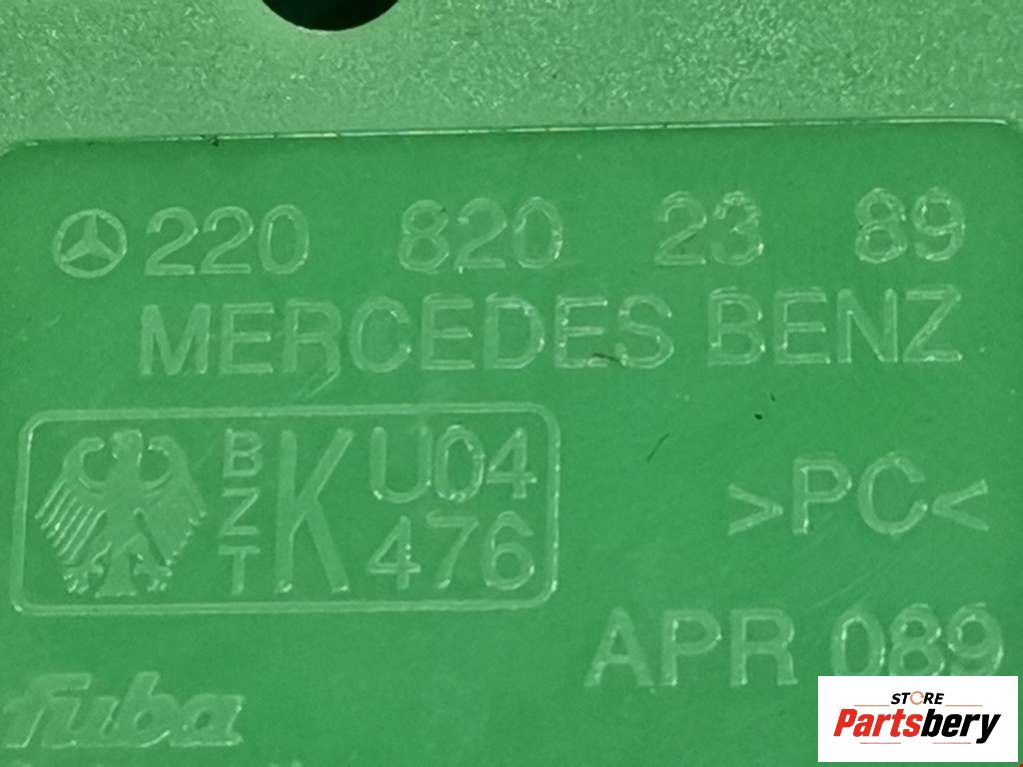 220 820 23 89
MERCEDES BENZ
BZT K U04 476
>PC<
APR 089
fuba
STORE
Partsbery